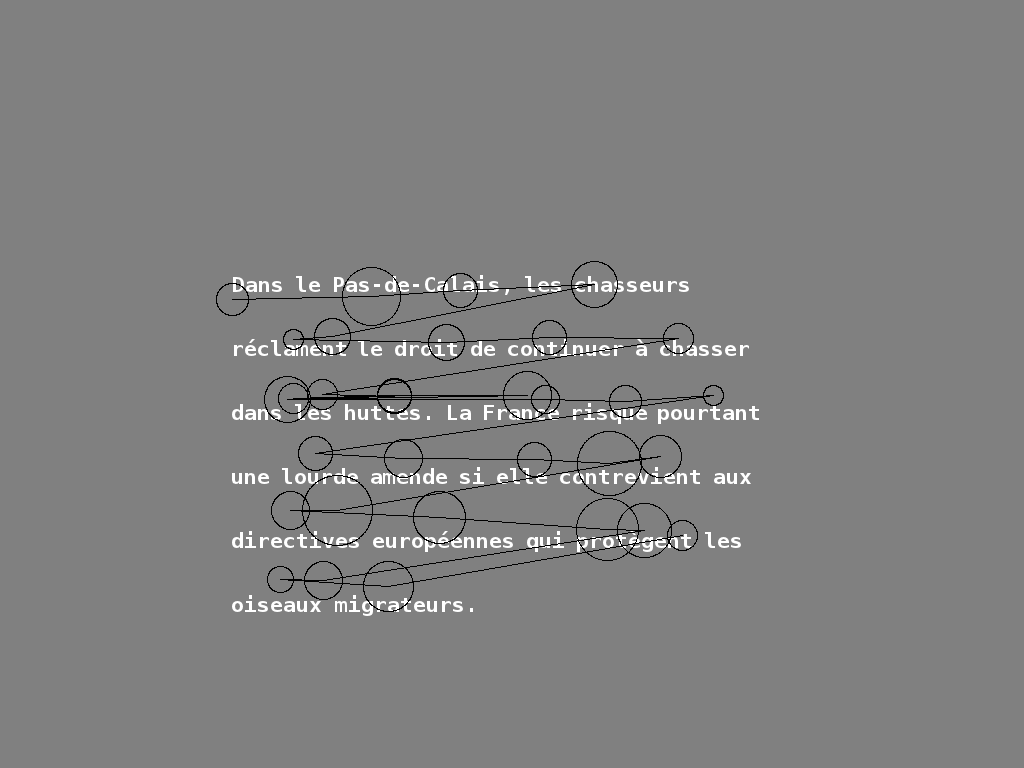 Dans le Pas-de-Calais, les chasseurs
réclament le droit de continuer à chasser
dans les huttes. La France risque pourtant
une lourde amende si elle contrevient aux
directives européennes qui protègent les
oiseaux migrateurs.